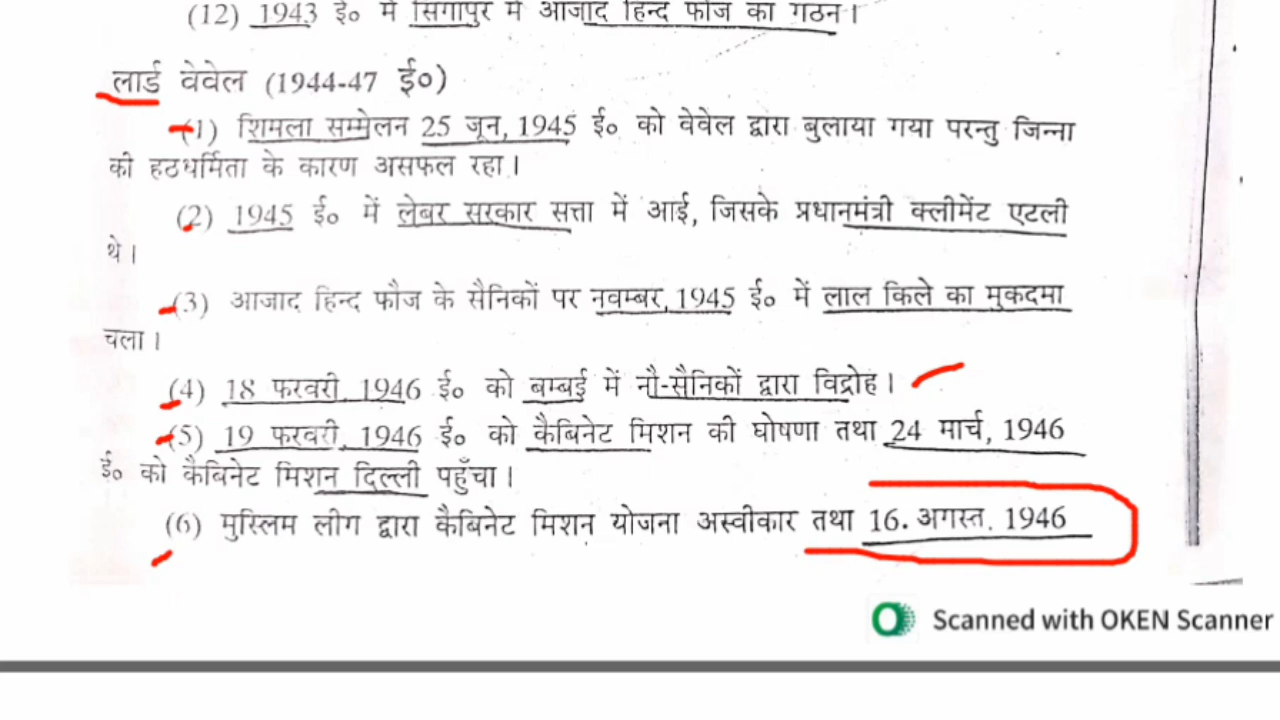 (12) 1943 ई० में सिंगापुर में आजाद हिन्द फौज का गठन।
लार्ड वेवेल (1944-47 ई०)
(1) शिमला सम्मेलन 25 जून, 1945 ई० को वेवेल द्वारा बुलाया गया परन्तु जिन्ना
की हठधर्मिता के कारण असफल रहा।
(2) 1945 ई० में लेबर सरकार सत्ता में आई, जिसके प्रधानमंत्री क्लीमेंट एटली
थे।
(3) आजाद हिन्द फौज के सैनिकों पर नवम्बर, 1945 ई० में लाल किले का मुकदमा
चला।
(4) 18 फरवरी, 1946 ई० को बम्बई में नौ-सैनिकों द्वारा विद्रोह।
(5) 19 फरवरी, 1946 ई० को कैबिनेट मिशन की घोषणा तथा 24 मार्च, 1946
ई० को कैबिनेट मिशन दिल्ली पहुँचा।
(6) मुस्लिम लीग द्वारा कैबिनेट मिशन योजना अस्वीकार तथा 16. अगस्त. 1946
Scanned with OKEN Scanner